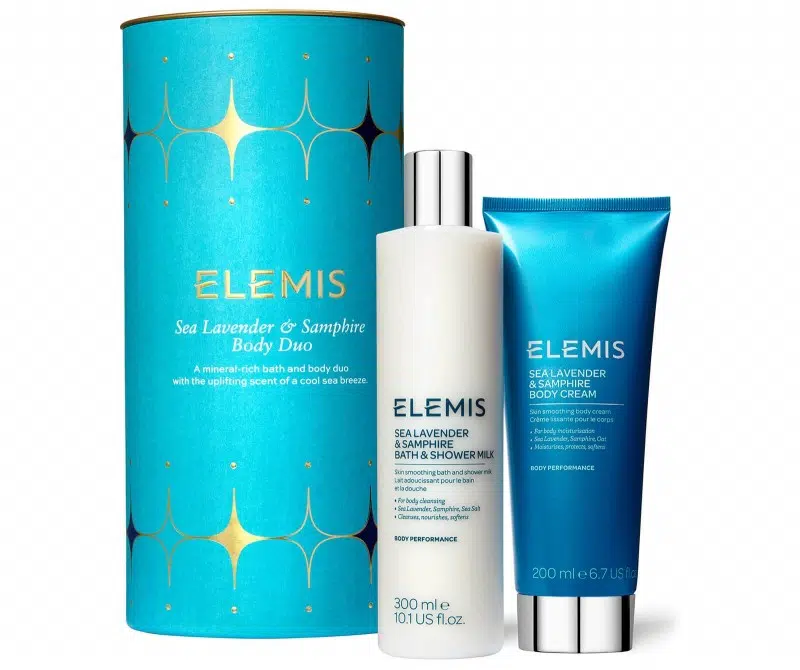 ELEMIS
Sea Lavender & Samphire
Body Duo
A mineral-rich bath and body duo
with the uplifting scent of a cool sea breeze.
ELEMIS
SEA LAVENDER
& SAMPHIRE
BATH & SHOWER MILK
Skin smoothing bath and shower milk
Lait adoucissant pour le bain
et la douche
• For body cleansing
• Sea Lavender, Samphire, Sea Salt
• Cleanses, nourishes, softens
BODY PERFORMANCE
300 ml e
10.1 US fl.oz.
ELEMIS
SEA LAVENDER
& SAMPHIRE
BODY CREAM
Skin smoothing body cream
Crème lissante pour le corps
• For body moisturisation
• Sea Lavender, Samphire, Oat
• Moisturises, protects, softens
BODY PERFORMANCE
200 ml e 6.7 US fl.oz